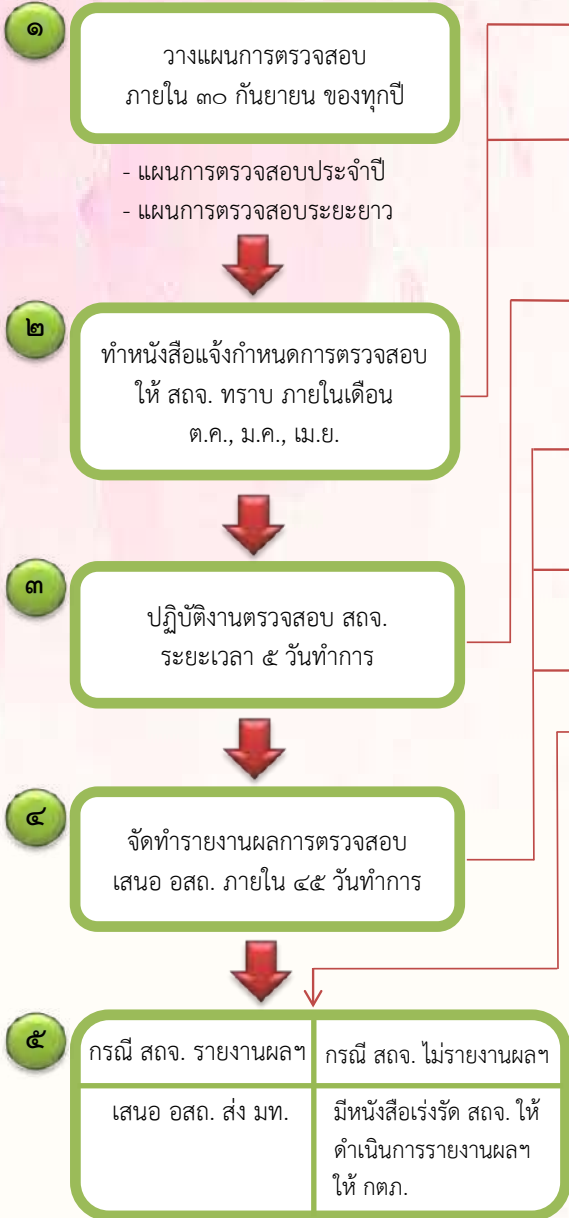 ๑
วางแผนการตรวจสอบ
ภายใน ๓๐ กันยายน ของทุกปี
- แผนการตรวจสอบประจำปี
- แผนการตรวจสอบระยะยาว
๒
ทำหนังสือแจ้งกำหนดการตรวจสอบ
ให้ สถจ. ทราบ ภายในเดือน
ต.ค., ม.ค., เม.ย.
๓
ปฏิบัติงานตรวจสอบ สถจ.
ระยะเวลา ๕ วันทำการ
๔
จัดทำรายงานผลการตรวจสอบ
เสนอ อสถ. ภายใน ๔๕ วันทำการ
๕
กรณี สถจ. รายงานผลฯ
เสนอ อสถ. ส่ง มท.
กรณี สถจ. ไม่รายงานผลฯ
มีหนังสือเร่งรัด สถจ. ให้
ดำเนินการรายงานผลฯ
ให้ กตภ.